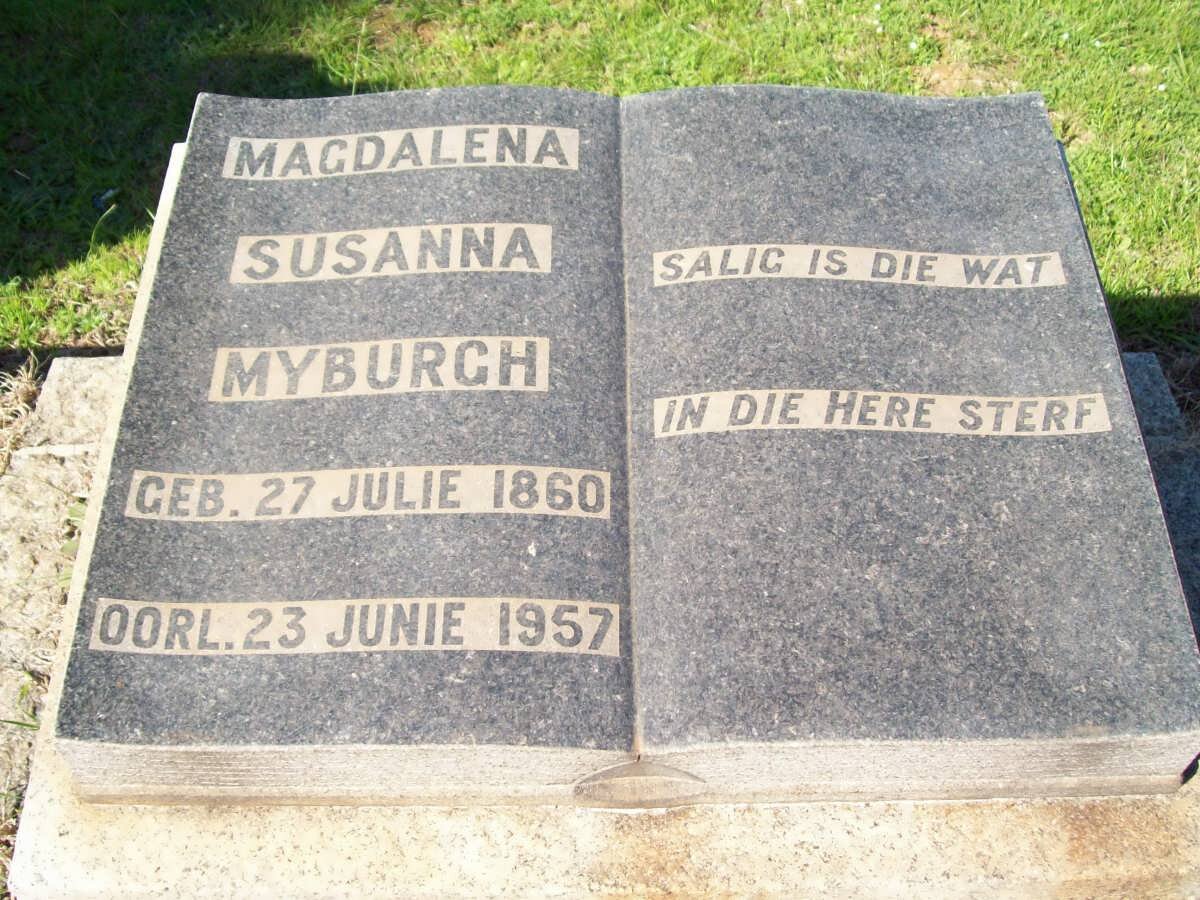 MAGDALENA
SUSANNA
MYBURGH
GEB. 27 JULIE 1860
OORL. 23 JUNIE 1957
SALIG IS DIE WAT
IN DIE HERE STERF